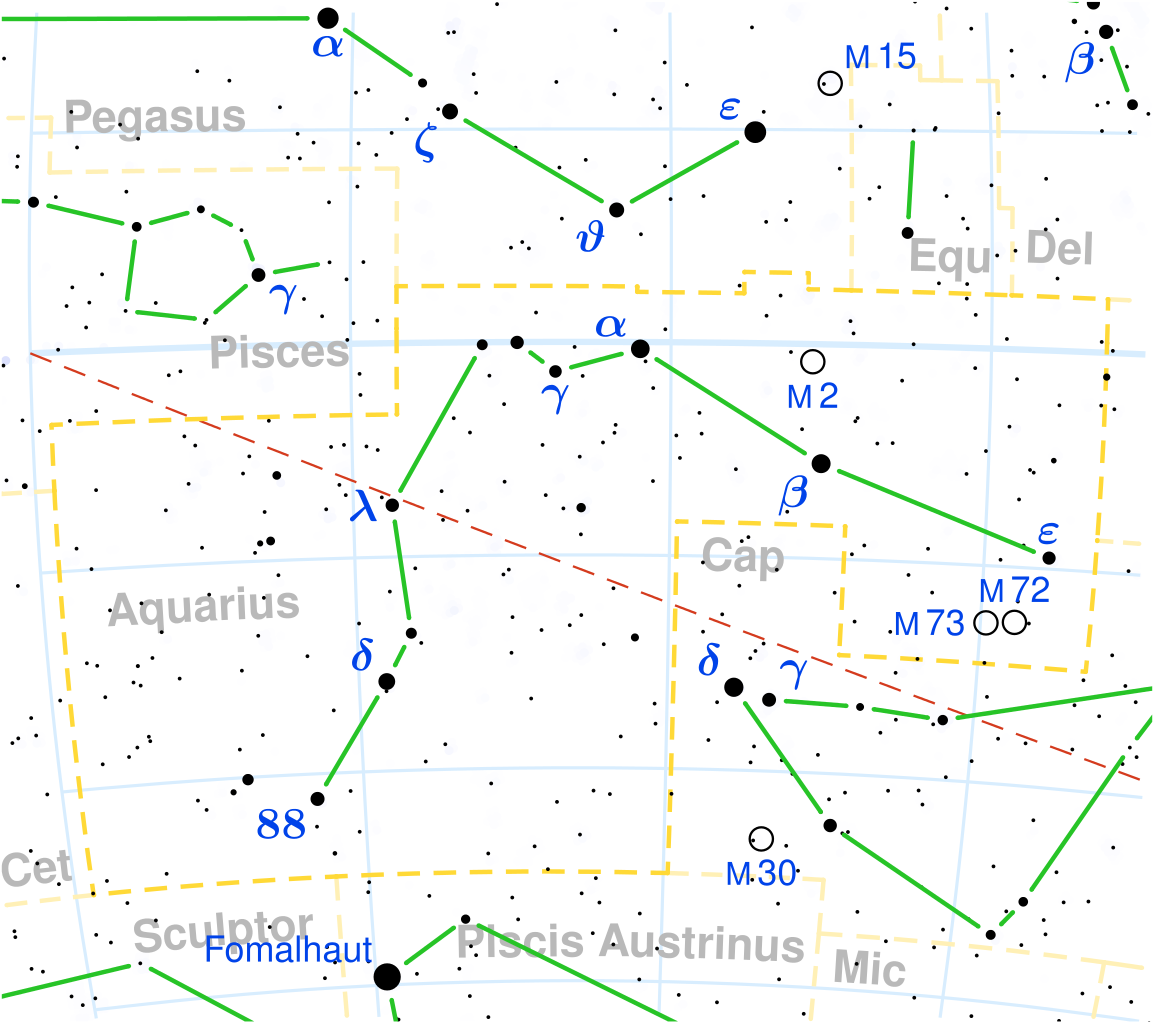 α
M 15
β
Pegasus
ε
ζ
ϑ
Equ
Del
γ
α
Pisces
γ
M 2
λ
β
ε
Cap
M 72
Aquarius
M 73
δ
δ
γ
88
Cet
M 30
Sculptor
Fomalhaut
Piscis Austrinus
Mic